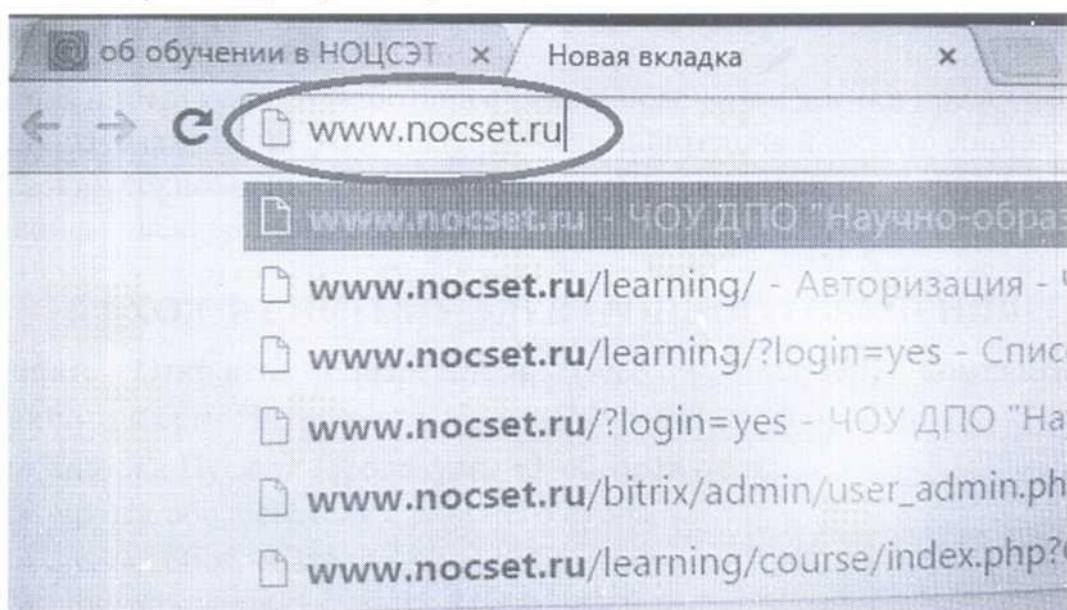 об обучении в НОЦСЭТ × Новая вкладка ×
www.nocset.ru
www.nocset.ru - ЧОУ ДПО "Научно-образ
www.nocset.ru/learning/ - Авторизация - Ч
www.nocset.ru/learning/?login=yes - Списо
www.nocset.ru/?login=yes - ЧОУ ДПО "На
www.nocset.ru/bitrix/admin/user_admin.ph
www.nocset.ru/learning/course/index.php?